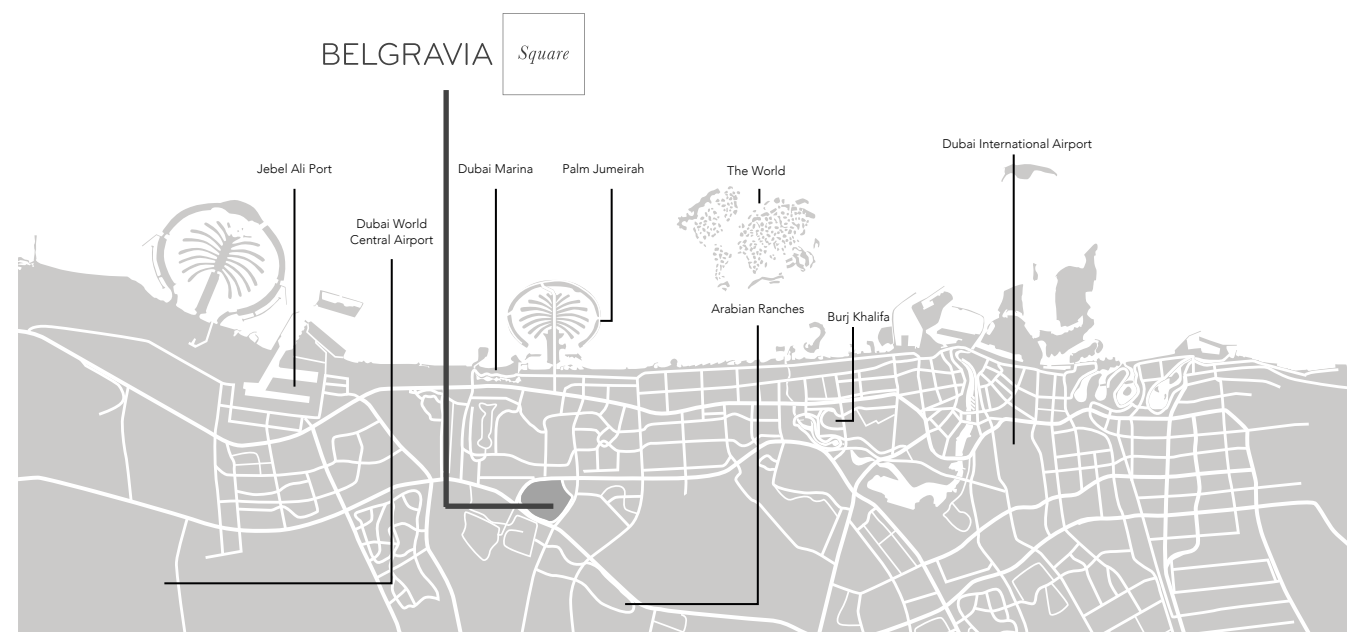 BELGRAVIA Square
Dubai International Airport
Jebel Ali Port
Dubai Marina
Palm Jumeirah
The World
Dubai World
Central Airport
Arabian Ranches
Burj Khalifa